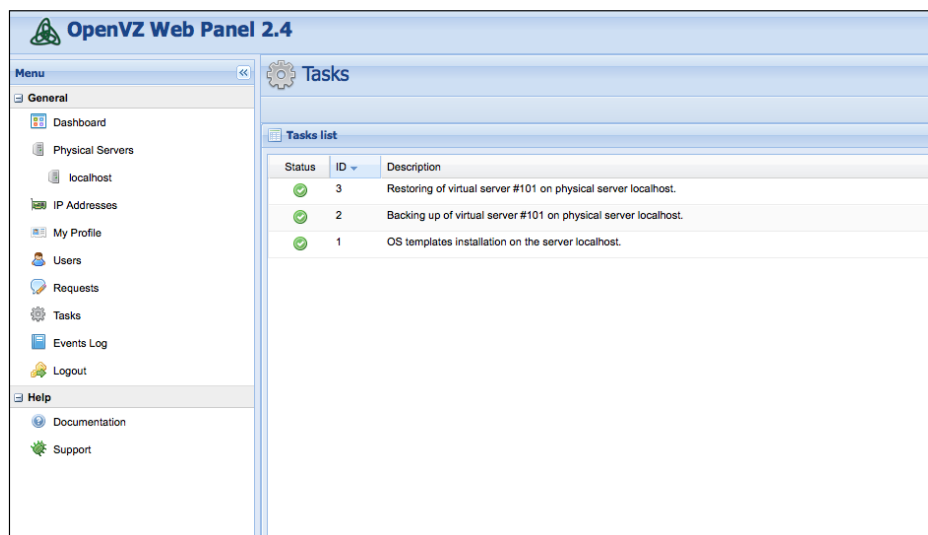 OpenVZ Web Panel 2.4
Menu
General
Dashboard
Physical Servers
localhost
IP Addresses
My Profile
Users
Requests
Tasks
Events Log
Logout
Help
Documentation
Support
Tasks
Tasks list
Status ID Description
3 Restoring of virtual server #101 on physical server localhost.
2 Backing up of virtual server #101 on physical server localhost.
1 OS templates installation on the server localhost.